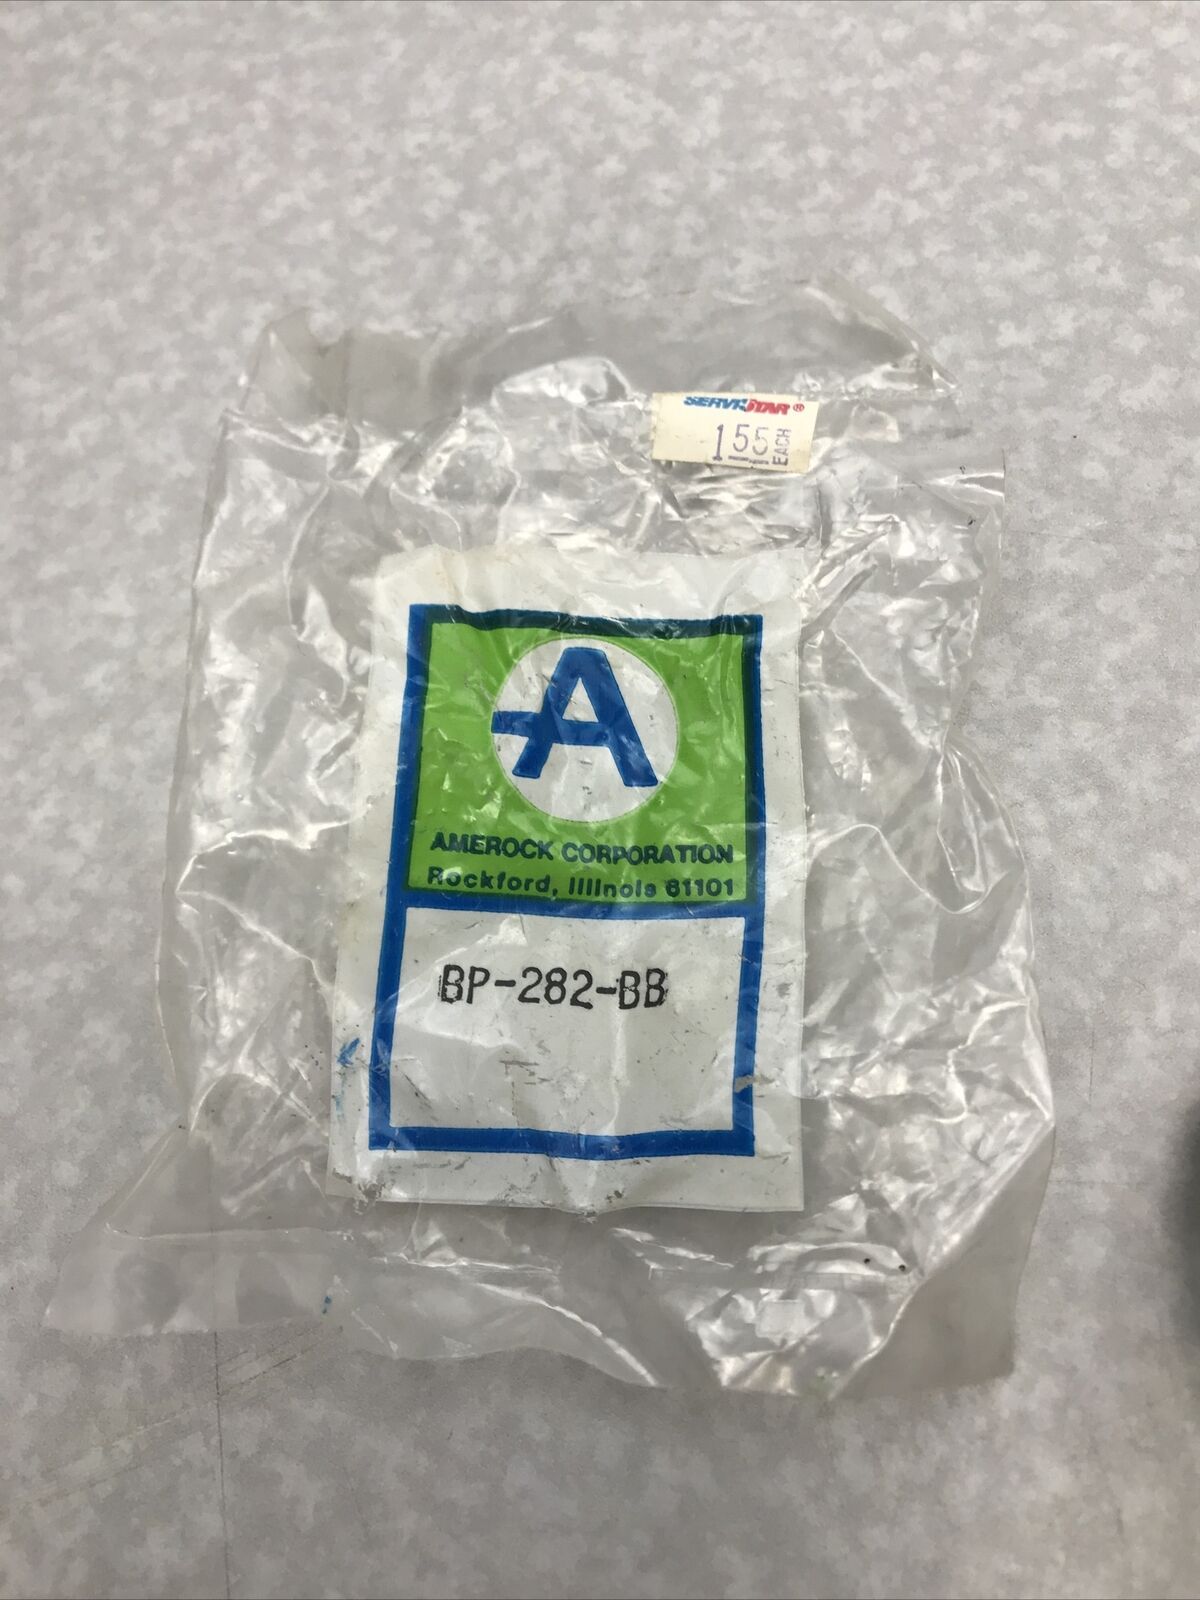 SERVISTAR®
155 EACH
A
AMEROCK CORPORATION
Rockford, Illinois 61101
BP-282-BB